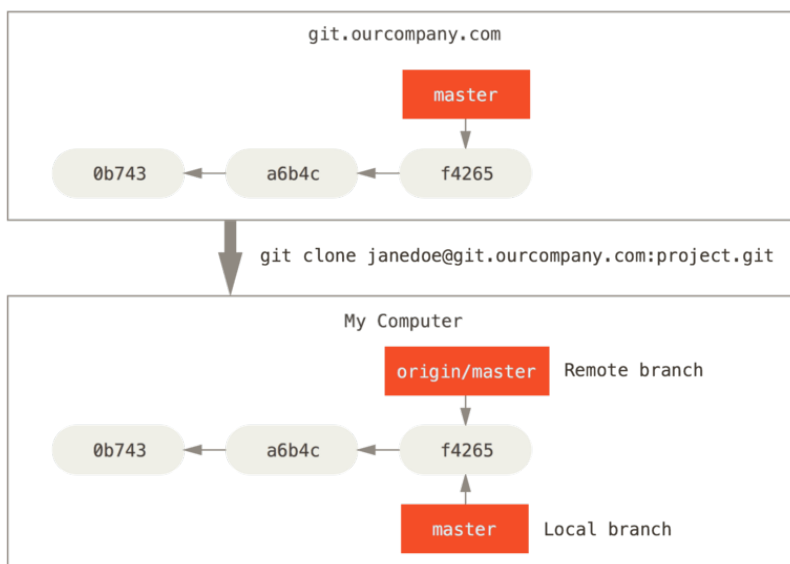 git.ourcompany.com
master
0b743 a6b4c f4265
git clone janedoe@git.ourcompany.com:project.git
My Computer
origin/master Remote branch
0b743 a6b4c f4265
master Local branch